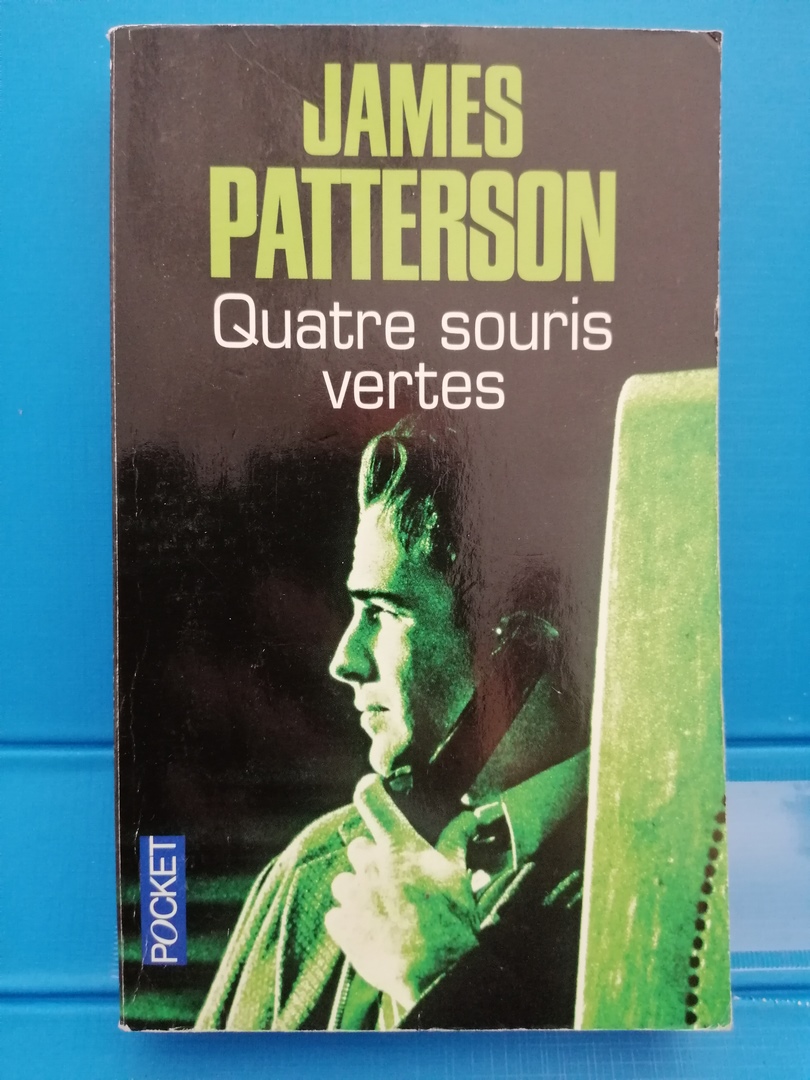 JAMES
PATTERSON
Quatre souris
vertes
POCKET